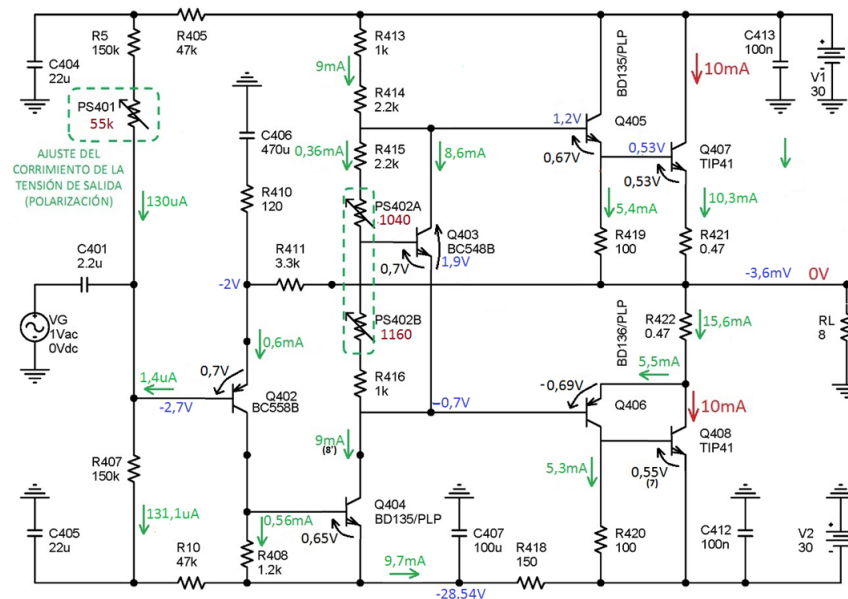 R5
150k
R405
47k
C404
22u
PS401
55k
AJUSTE DEL
CORRIMIENTO DE LA
TENSIÓN DE SALIDA
(POLARIZACIÓN)
130uA
C401
2.2u
VG
1Vac
0Vdc
1,4uA
-2,7V
R407
150k
131,1uA
C405
22u
R10
47k
C406
470u
R410
120
R411
3.3k
-2V
0,6mA
0,7V
Q402
BC558B
0,56mA
R408
1.2k
R413
1k
9mA
R414
2.2k
0,36mA
R415
2.2k
8,6mA
PS402A
1040
Q403
BC548B
0,7V
1,9V
PS402B
1160
R416
1k
-0,7V
9mA
(8')
Q404
BD135/PLP
0,65V
9,7mA
C407
100u
-28,54V
R418
150
BD135/PLP
1,2V
Q405
0,67V
0,53V
Q407
TIP41
0,53V
10mA
5,4mA
10,3mA
R419
100
R421
0.47
-3,6mV
0V
BD136/PLP
R422
0.47
15,6mA
5,5mA
-0,69V
Q406
10mA
Q408
TIP41
5,3mA
0,55V
(7)
R420
100
C412
100n
C413
100n
V1
30
RL
8
V2
30